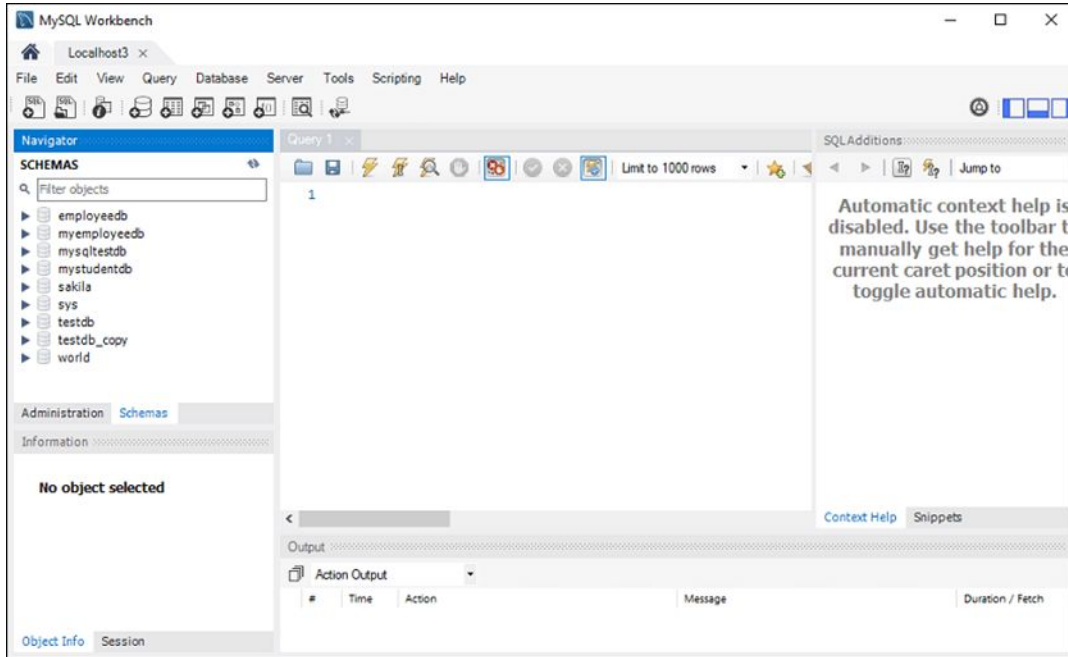 MySQL Workbench
Localhost3
File Edit View Query Database Server Tools Scripting Help
Navigator
SCHEMAS
Filter objects
employeedb
myemployeedb
mysqltestdb
mystudentdb
sakila
sys
testdb
testdb_copy
world
Administration Schemas
Information
No object selected
Object Info Session
Query 1
Limit to 1000 rows
1
Output
Action Output
# Time Action Message Duration / Fetch
SQLAdditions
Jump to
Automatic context help is
disabled. Use the toolbar t
manually get help for the
current caret position or to
toggle automatic help.
Context Help Snippets